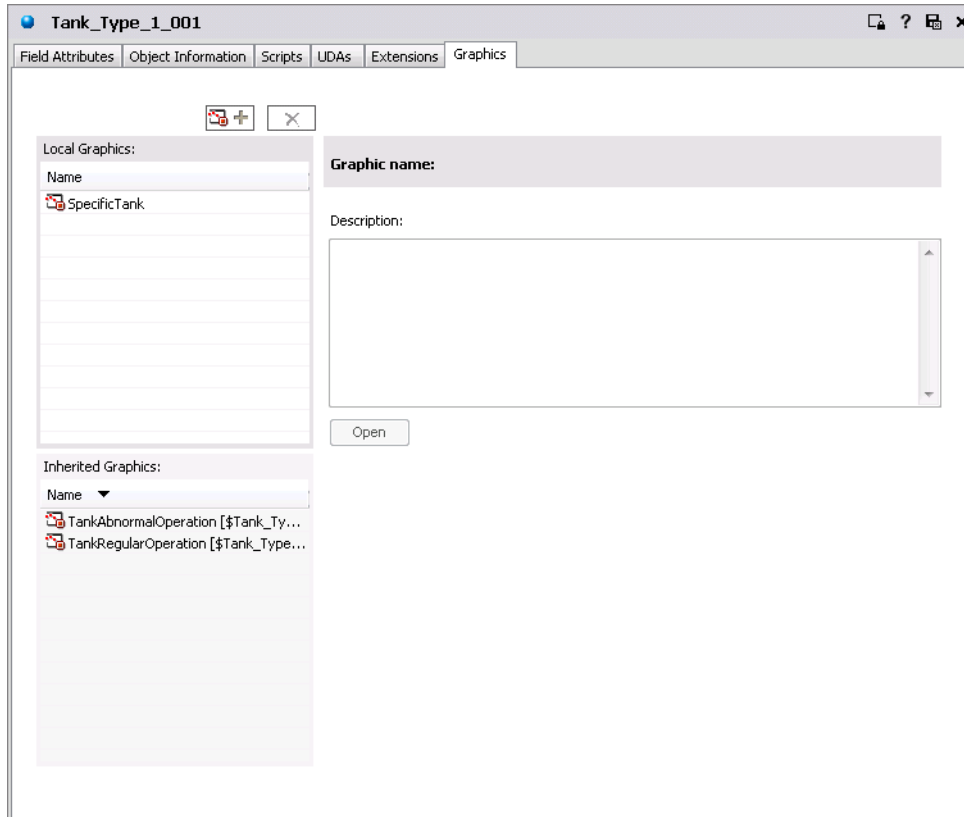 Tank_Type_1_001
?
Field Attributes Object Information Scripts UDAs Extensions Graphics
Local Graphics:
Name
SpecificTank
Graphic name:
Description:
Open
Inherited Graphics:
Name
TankAbnormalOperation [$Tank_Ty...
TankRegularOperation [$Tank_Type...